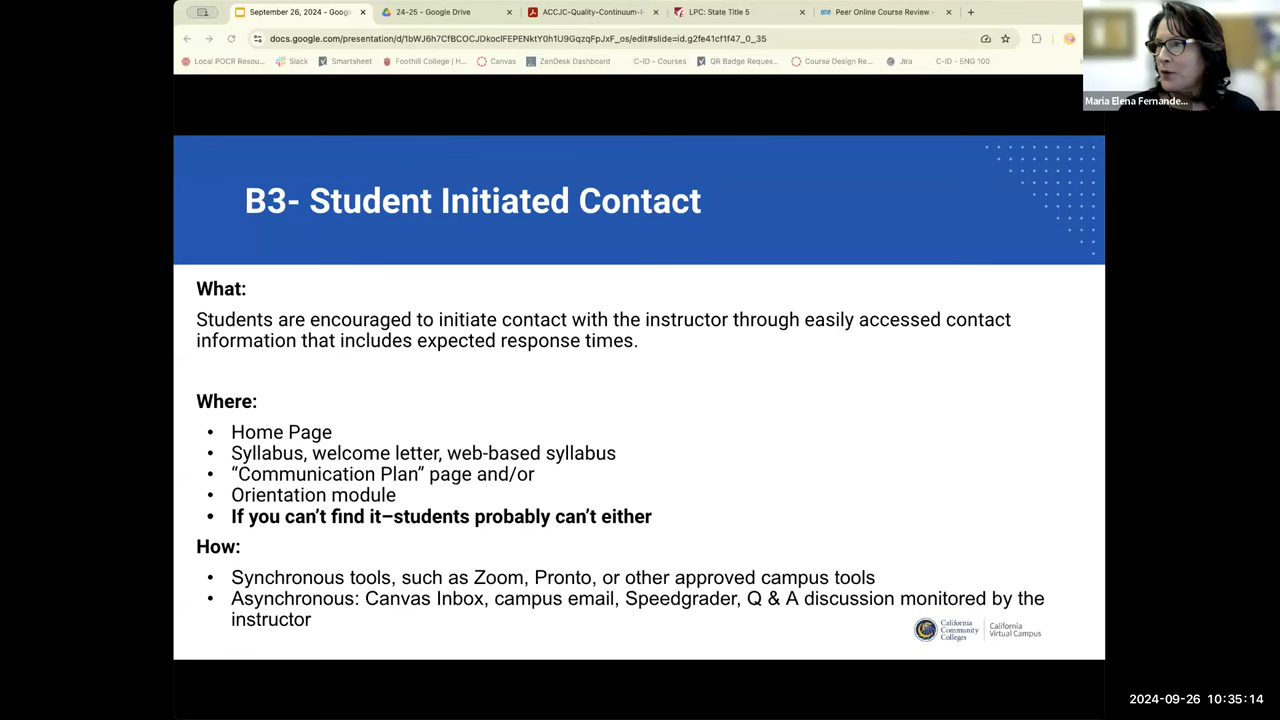 September 26, 2024 - Googl
24-25 - Google Drive
ACCJC-Quality-Continuum-R
LPC: State Title 5
Peer Online Course Review -
docs.google.com/presentation/d/1bWJ6h7CfBCOCJDkoclFEPENktY0h1U9GqzqFpJxF_os/edit#slide=id.g2fe41cf1f47_0_35
Local POCR Resou...
Slack
Smartsheet
Foothill College | H...
Canvas
ZenDesk Dashboard
C-ID - Courses
QR Badge Reques...
Course Design Re...
Jira
C-ID - ENG 100
Maria Elena Fernande...
B3- Student Initiated Contact
What:
Students are encouraged to initiate contact with the instructor through easily accessed contact
information that includes expected response times.
Where:
• Home Page
• Syllabus, welcome letter, web-based syllabus
• “Communication Plan” page and/or
• Orientation module
• If you can’t find it–students probably can’t either
How:
• Synchronous tools, such as Zoom, Pronto, or other approved campus tools
• Asynchronous: Canvas Inbox, campus email, Speedgrader, Q & A discussion monitored by the
instructor
California
Community
Colleges
California
Virtual Campus
2024-09-26 10:35:14